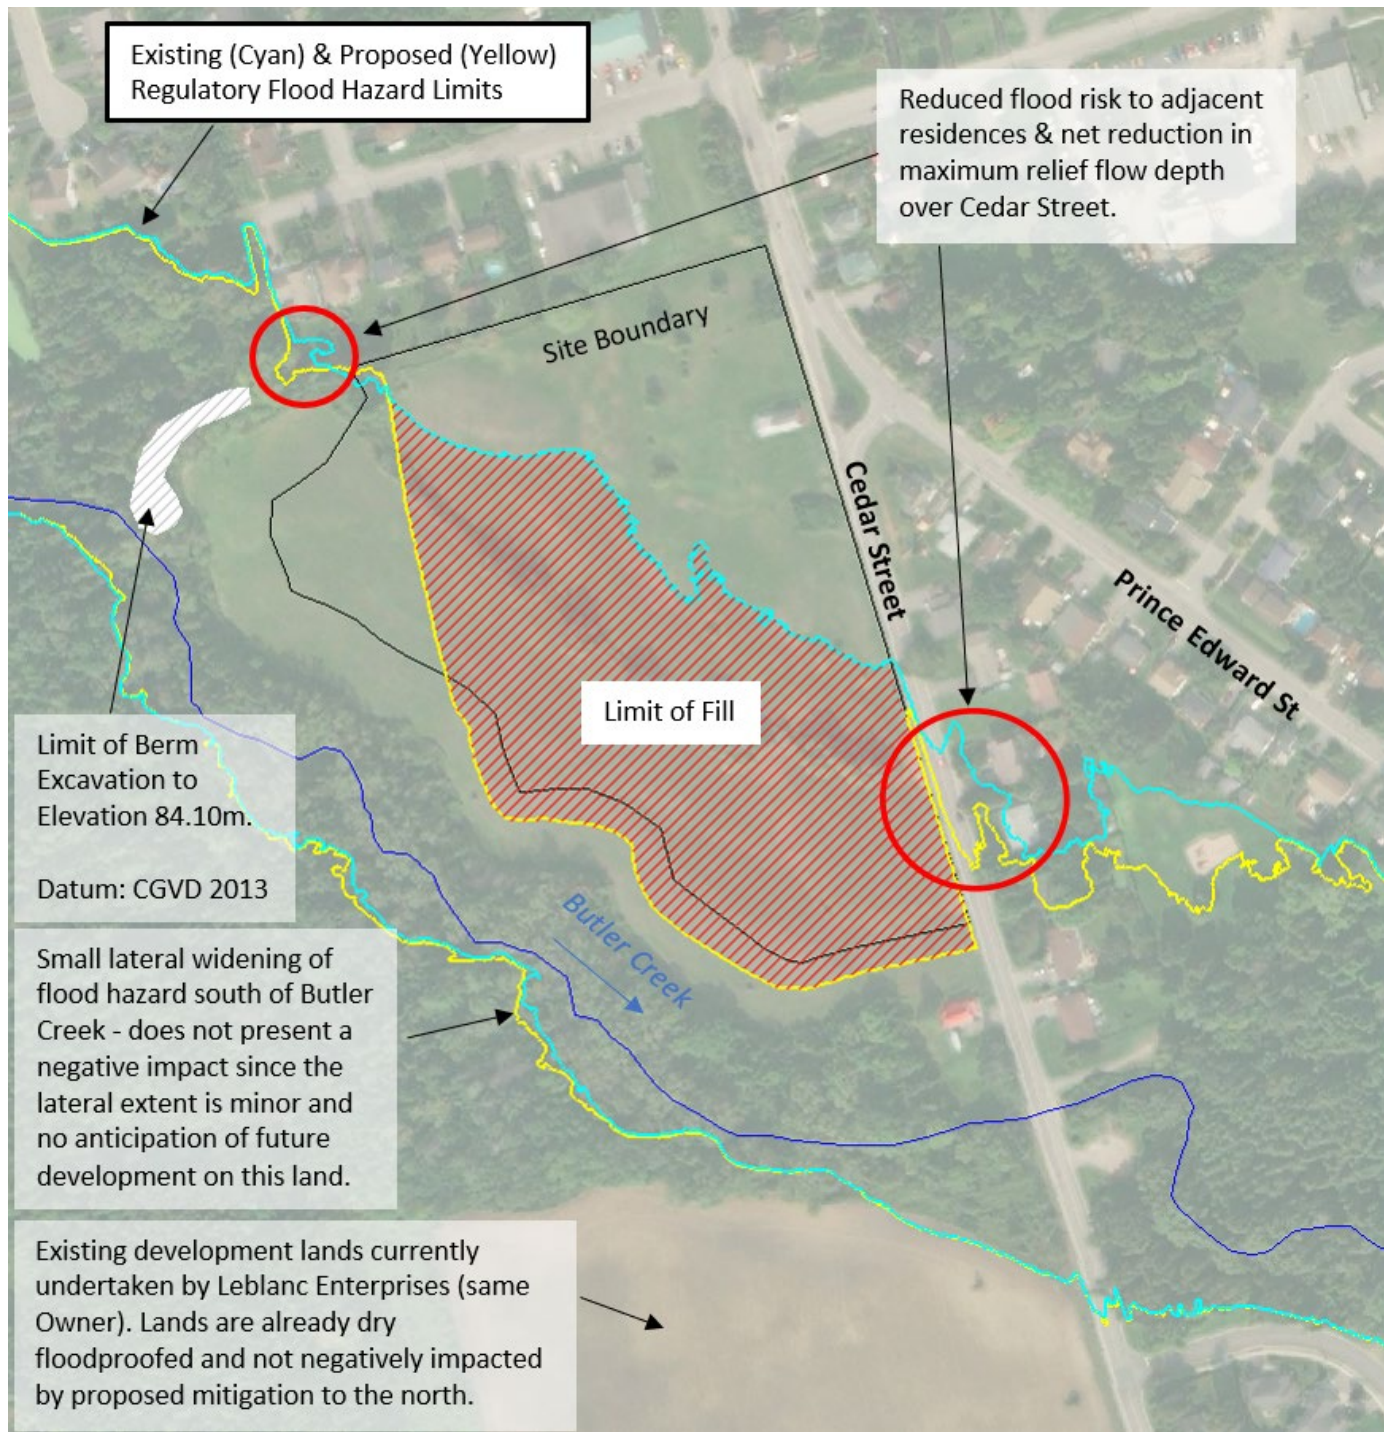 Existing (Cyan) & Proposed (Yellow)
Regulatory Flood Hazard Limits
Reduced flood risk to adjacent
residences & net reduction in
maximum relief flow depth
over Cedar Street.
Site Boundary
Cedar Street
Prince Edward St
Limit of Fill
Limit of Berm
Excavation to
Elevation 84.10m.
Datum: CGVD 2013
Butler Creek
Small lateral widening of
flood hazard south of Butler
Creek - does not present a
negative impact since the
lateral extent is minor and
no anticipation of future
development on this land.
Existing development lands currently
undertaken by Leblanc Enterprises (same
Owner). Lands are already dry
floodproofed and not negatively impacted
by proposed mitigation to the north.